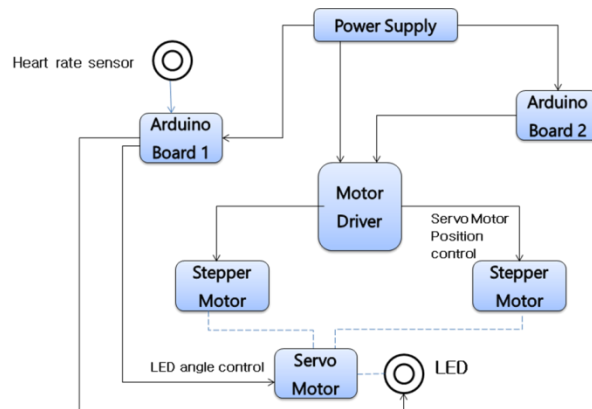 Power Supply
Heart rate sensor
Arduino
Board 1
Arduino
Board 2
Motor
Driver
Servo Motor
Position
control
Stepper
Motor
Stepper
Motor
LED angle control
Servo
Motor
LED